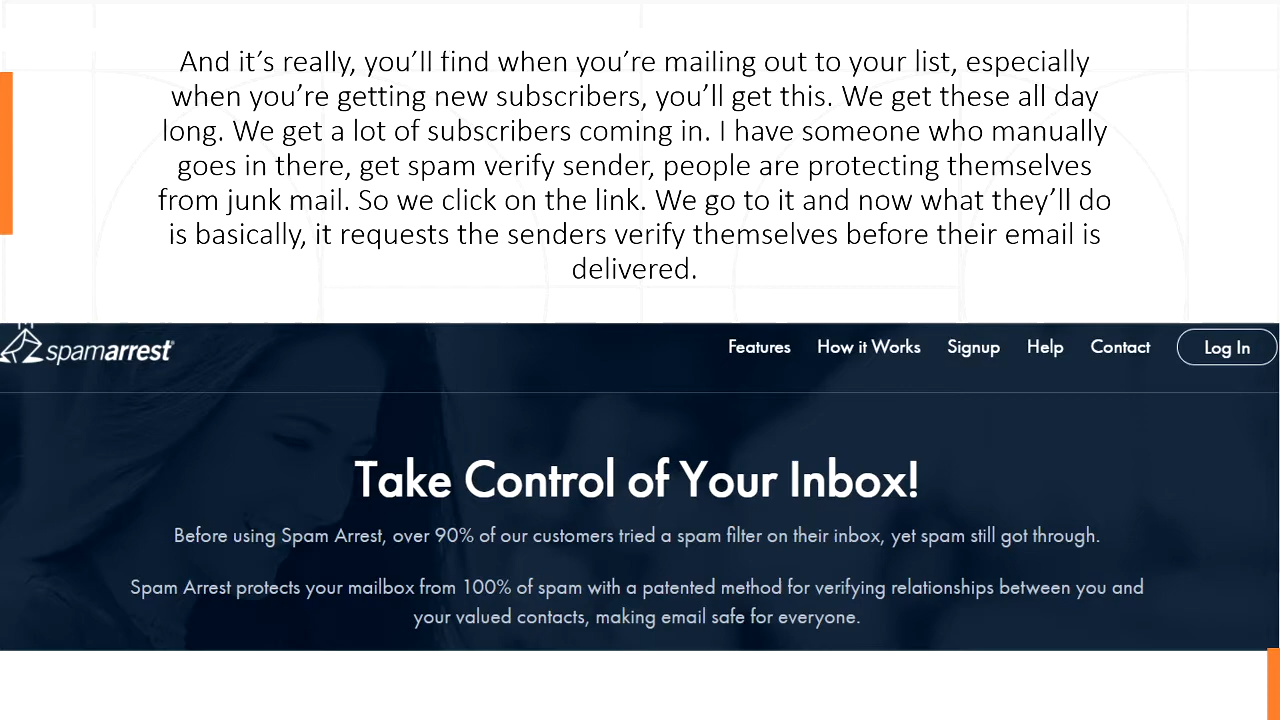 And it’s really, you’ll find when you’re mailing out to your list, especially
when you’re getting new subscribers, you’ll get this. We get these all day
long. We get a lot of subscribers coming in. I have someone who manually
goes in there, get spam verify sender, people are protecting themselves
from junk mail. So we click on the link. We go to it and now what they’ll do
is basically, it requests the senders verify themselves before their email is
delivered.
spamarrest
Features How it Works Signup Help Contact Log In
Take Control of Your Inbox!
Before using Spam Arrest, over 90% of our customers tried a spam filter on their inbox, yet spam still got through.
Spam Arrest protects your mailbox from 100% of spam with a patented method for verifying relationships between you and
your valued contacts, making email safe for everyone.